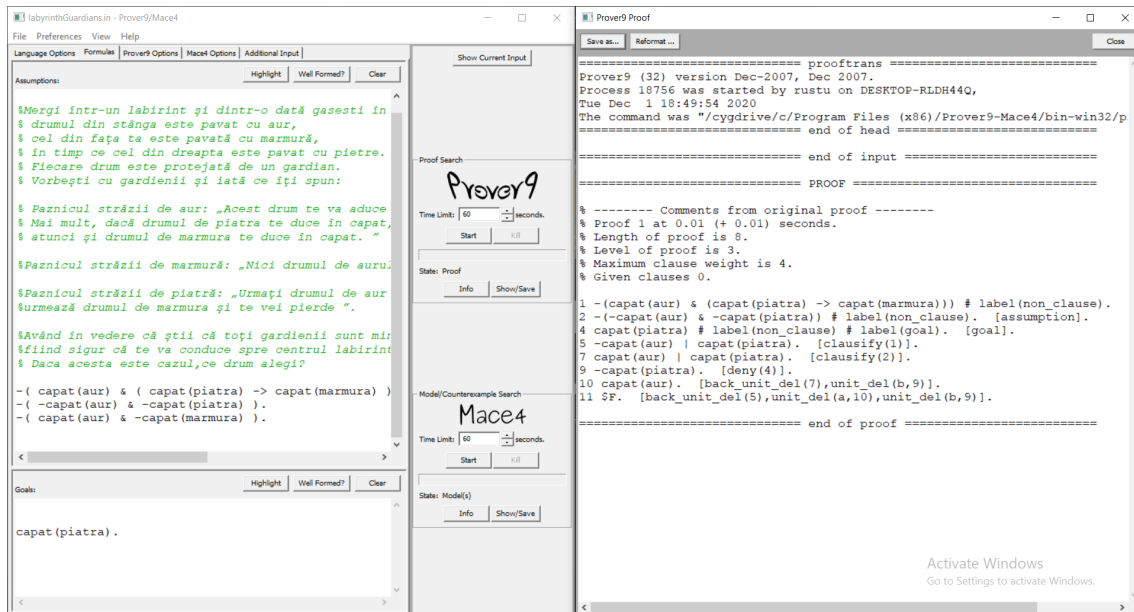 labyrinthGuardians.in - Prover9/Mace4
File Preferences View Help
Language Options Formulas Prover9 Options Mace4 Options Additional Input
Assumptions: Highlight Well Formed? Clear
%Mergi într-un labirint și dintr-o dată gasesti în
% drumul din stânga este pavat cu aur,
% cel din fața ta este pavată cu marmură,
% în timp ce cel din dreapta este pavat cu pietre.
% Fiecare drum este protejată de un gardian.
% Vorbești cu gardienii și iată ce îți spun:
% Paznicul străzii de aur: „Acest drum te va aduce
% Mai mult, dacă drumul de piatra te duce în capat,
% atunci și drumul de marmura te duce în capat. ”
%Paznicul străzii de marmură: „Nici drumul de aurul
%Paznicul străzii de piatră: „Urmați drumul de aur
%urmează drumul de marmura și te vei pierde ”.
%Având în vedere că știi că toți gardienii sunt min
%fiind sigur că te va conduce spre centrul labirint
% Daca acesta este cazul,ce drum alegi?
-( capat(aur) & ( capat(piatra) -> capat(marmura) )
-( -capat(aur) & -capat(piatra) ).
-( capat(aur) & -capat(marmura) ).
Goals: Highlight Well Formed? Clear
capat(piatra).
Show Current Input
Proof Search
Prover9
Time Limit: 60 seconds.
Start Kill
State: Proof
Info Show/Save
Model/Counterexample Search
Mace4
Time Limit: 60 seconds.
Start Kill
State: Model(s)
Info Show/Save
Prover9 Proof
Save as... Reformat ... Close
============================== prooftrans ============================
Prover9 (32) version Dec-2007, Dec 2007.
Process 18756 was started by rustu on DESKTOP-RLDH44Q,
Tue Dec 1 18:49:54 2020
The command was "/cygdrive/c/Program Files (x86)/Prover9-Mace4/bin-win32/p
============================== end of head ===========================
============================== end of input ==========================
============================== PROOF =================================
% -------- Comments from original proof --------
% Proof 1 at 0.01 (+ 0.01) seconds.
% Length of proof is 8.
% Level of proof is 3.
% Maximum clause weight is 4.
% Given clauses 0.
1 -(capat(aur) & (capat(piatra) -> capat(marmura))) # label(non_clause).
2 -(-capat(aur) & -capat(piatra)) # label(non_clause). [assumption].
4 capat(piatra) # label(non_clause) # label(goal). [goal].
5 -capat(aur) | capat(piatra). [clausify(1)].
7 capat(aur) | capat(piatra). [clausify(2)].
9 -capat(piatra). [deny(4)].
10 capat(aur). [back_unit_del(7),unit_del(b,9)].
11 $F. [back_unit_del(5),unit_del(a,10),unit_del(b,9)].
============================== end of proof ==========================
Activate Windows
Go to Settings to activate Windows.